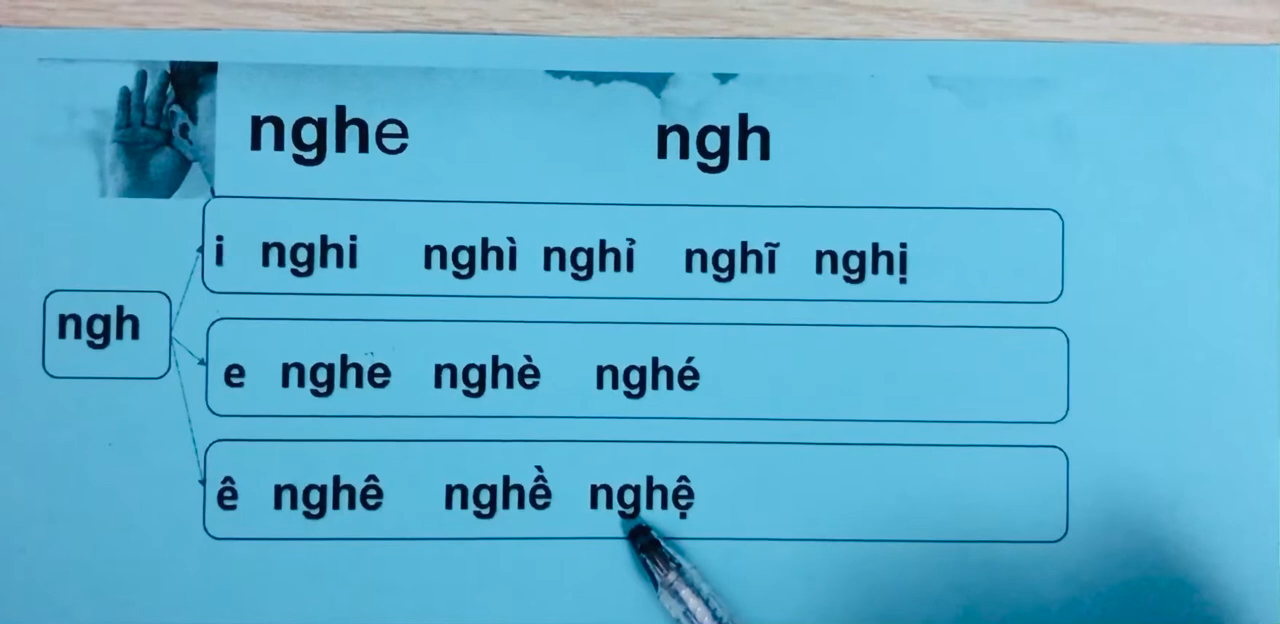 nghe ngh
i nghi nghì nghỉ nghĩ nghị
ngh
e nghe nghè nghé
ê nghê nghề nghệ